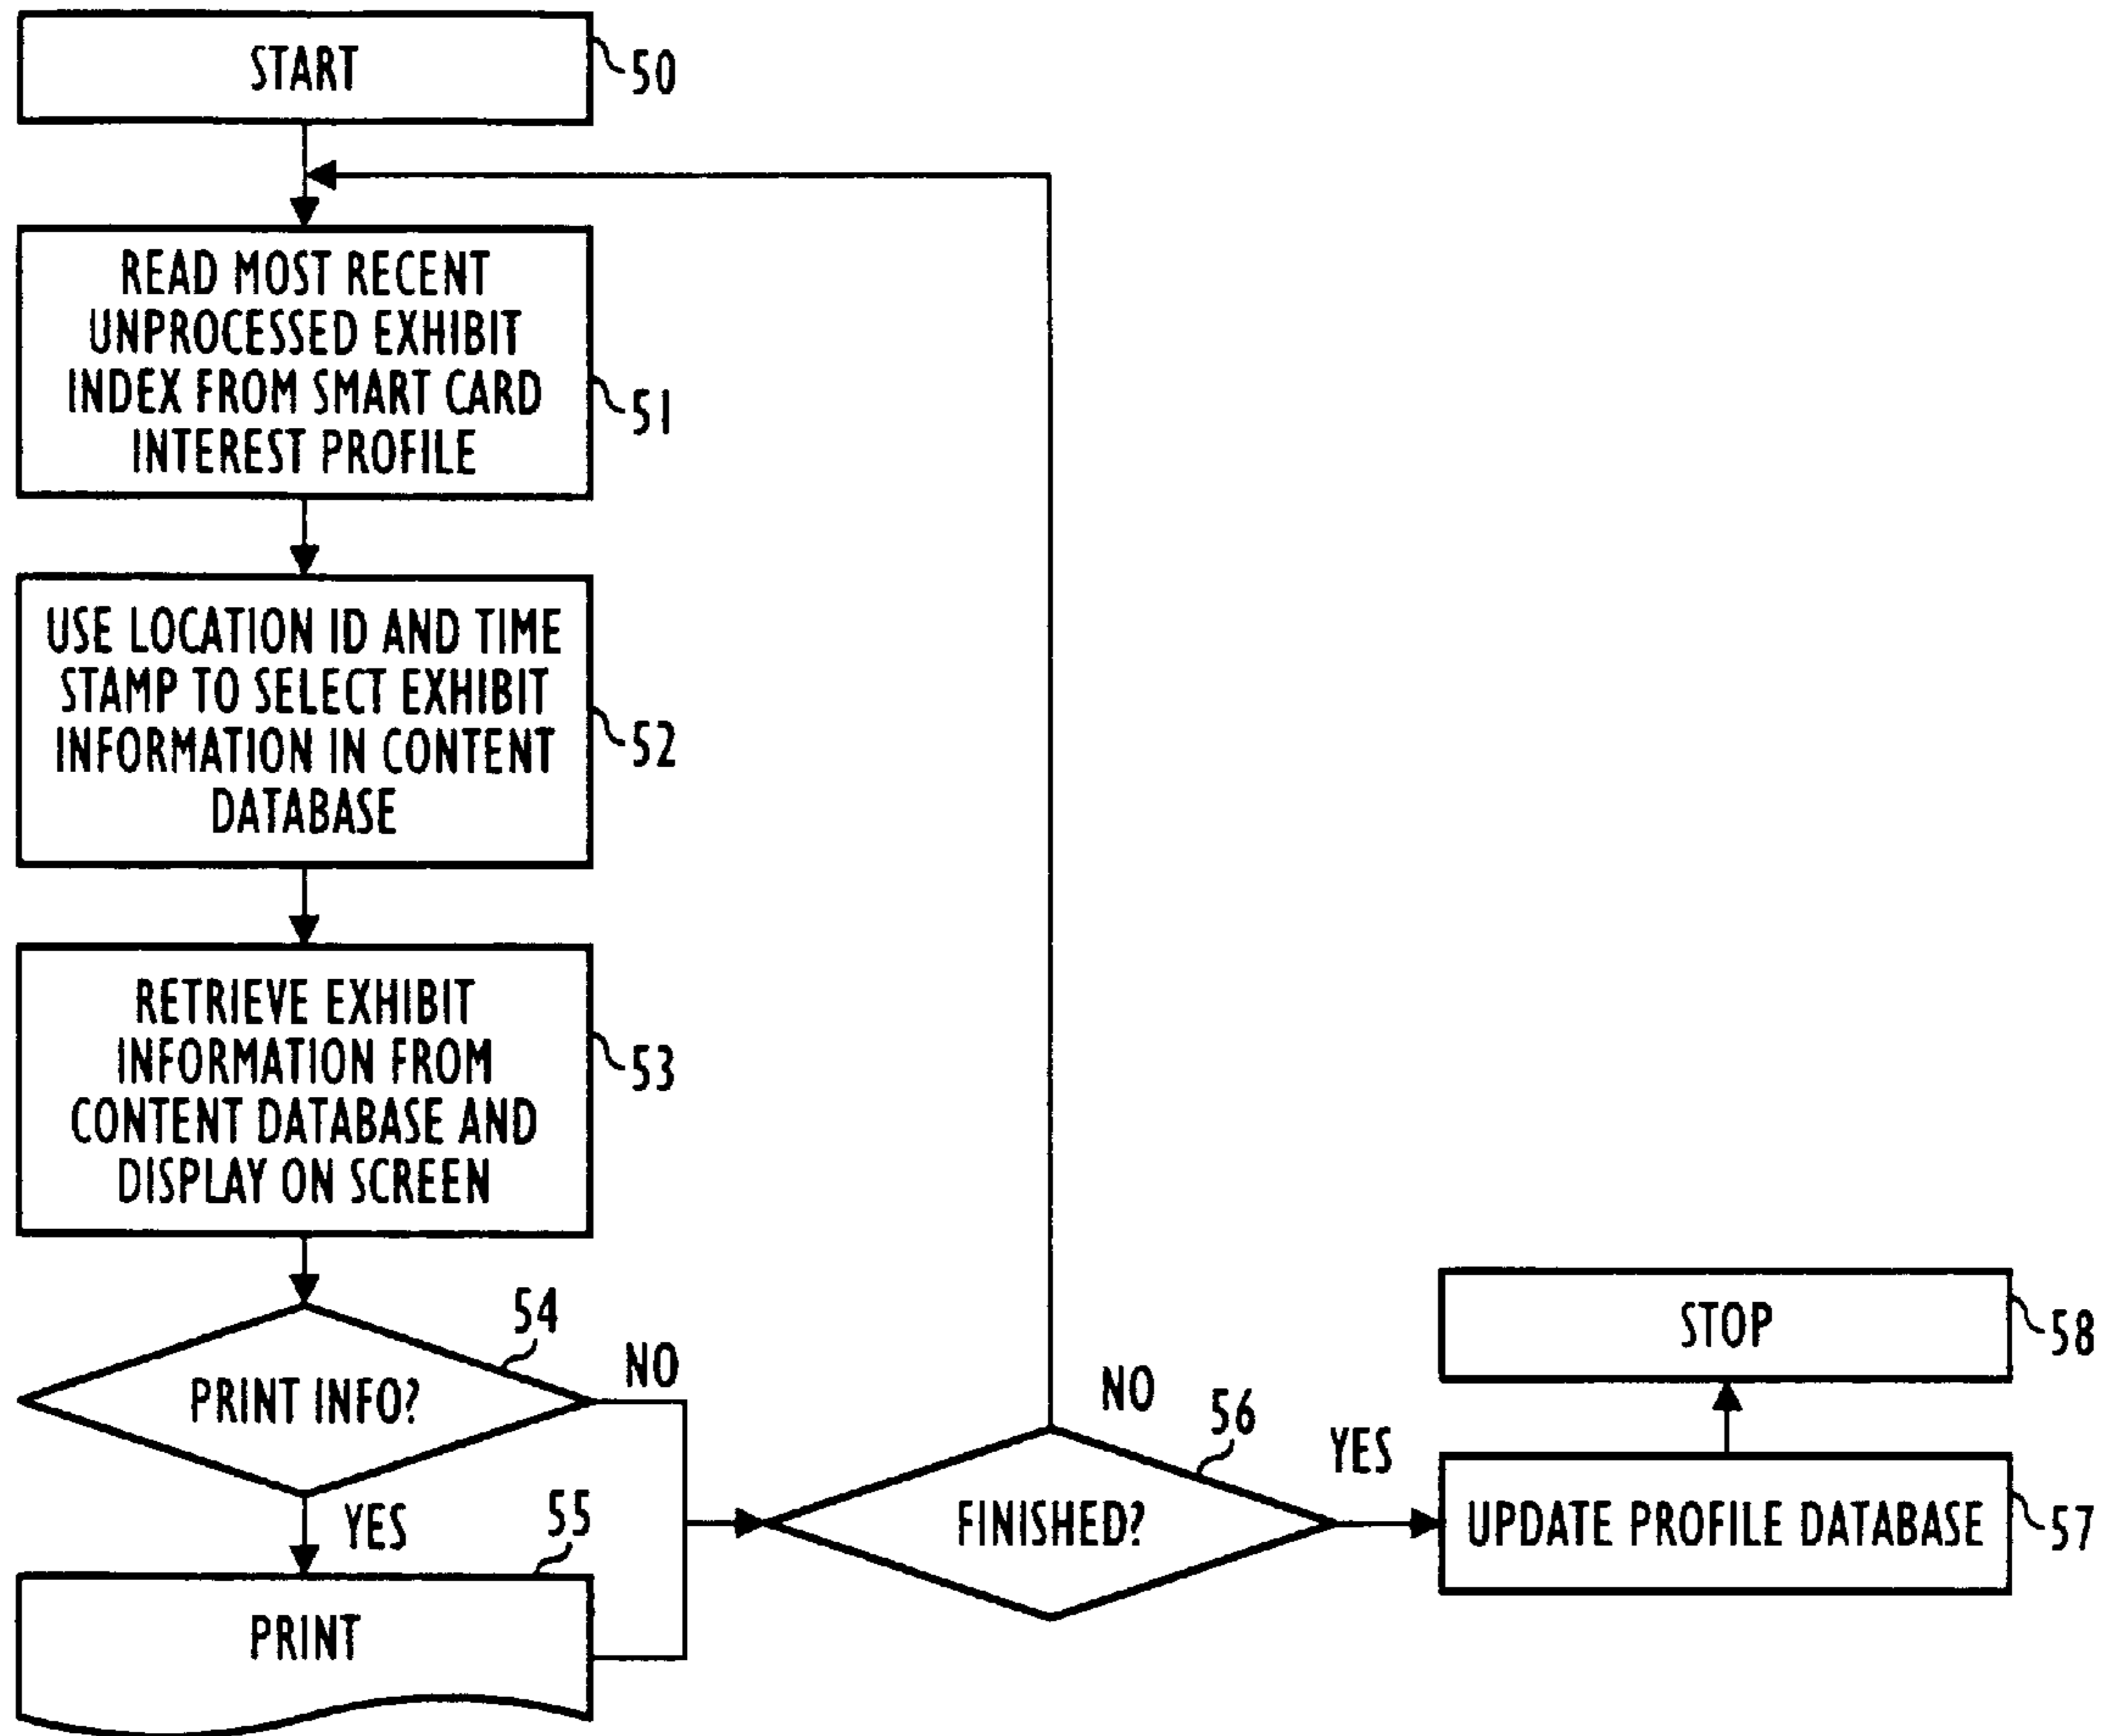 START
50
READ MOST RECENT
UNPROCESSED EXHIBIT
INDEX FROM SMART CARD
INTEREST PROFILE
51
USE LOCATION ID AND TIME
STAMP TO SELECT EXHIBIT
INFORMATION IN CONTENT
DATABASE
52
RETRIEVE EXHIBIT
INFORMATION FROM
CONTENT DATABASE AND
DISPLAY ON SCREEN
53
54
PRINT INFO?
NO
YES
55
PRINT
NO
56
FINISHED?
YES
UPDATE PROFILE DATABASE
57
STOP
58